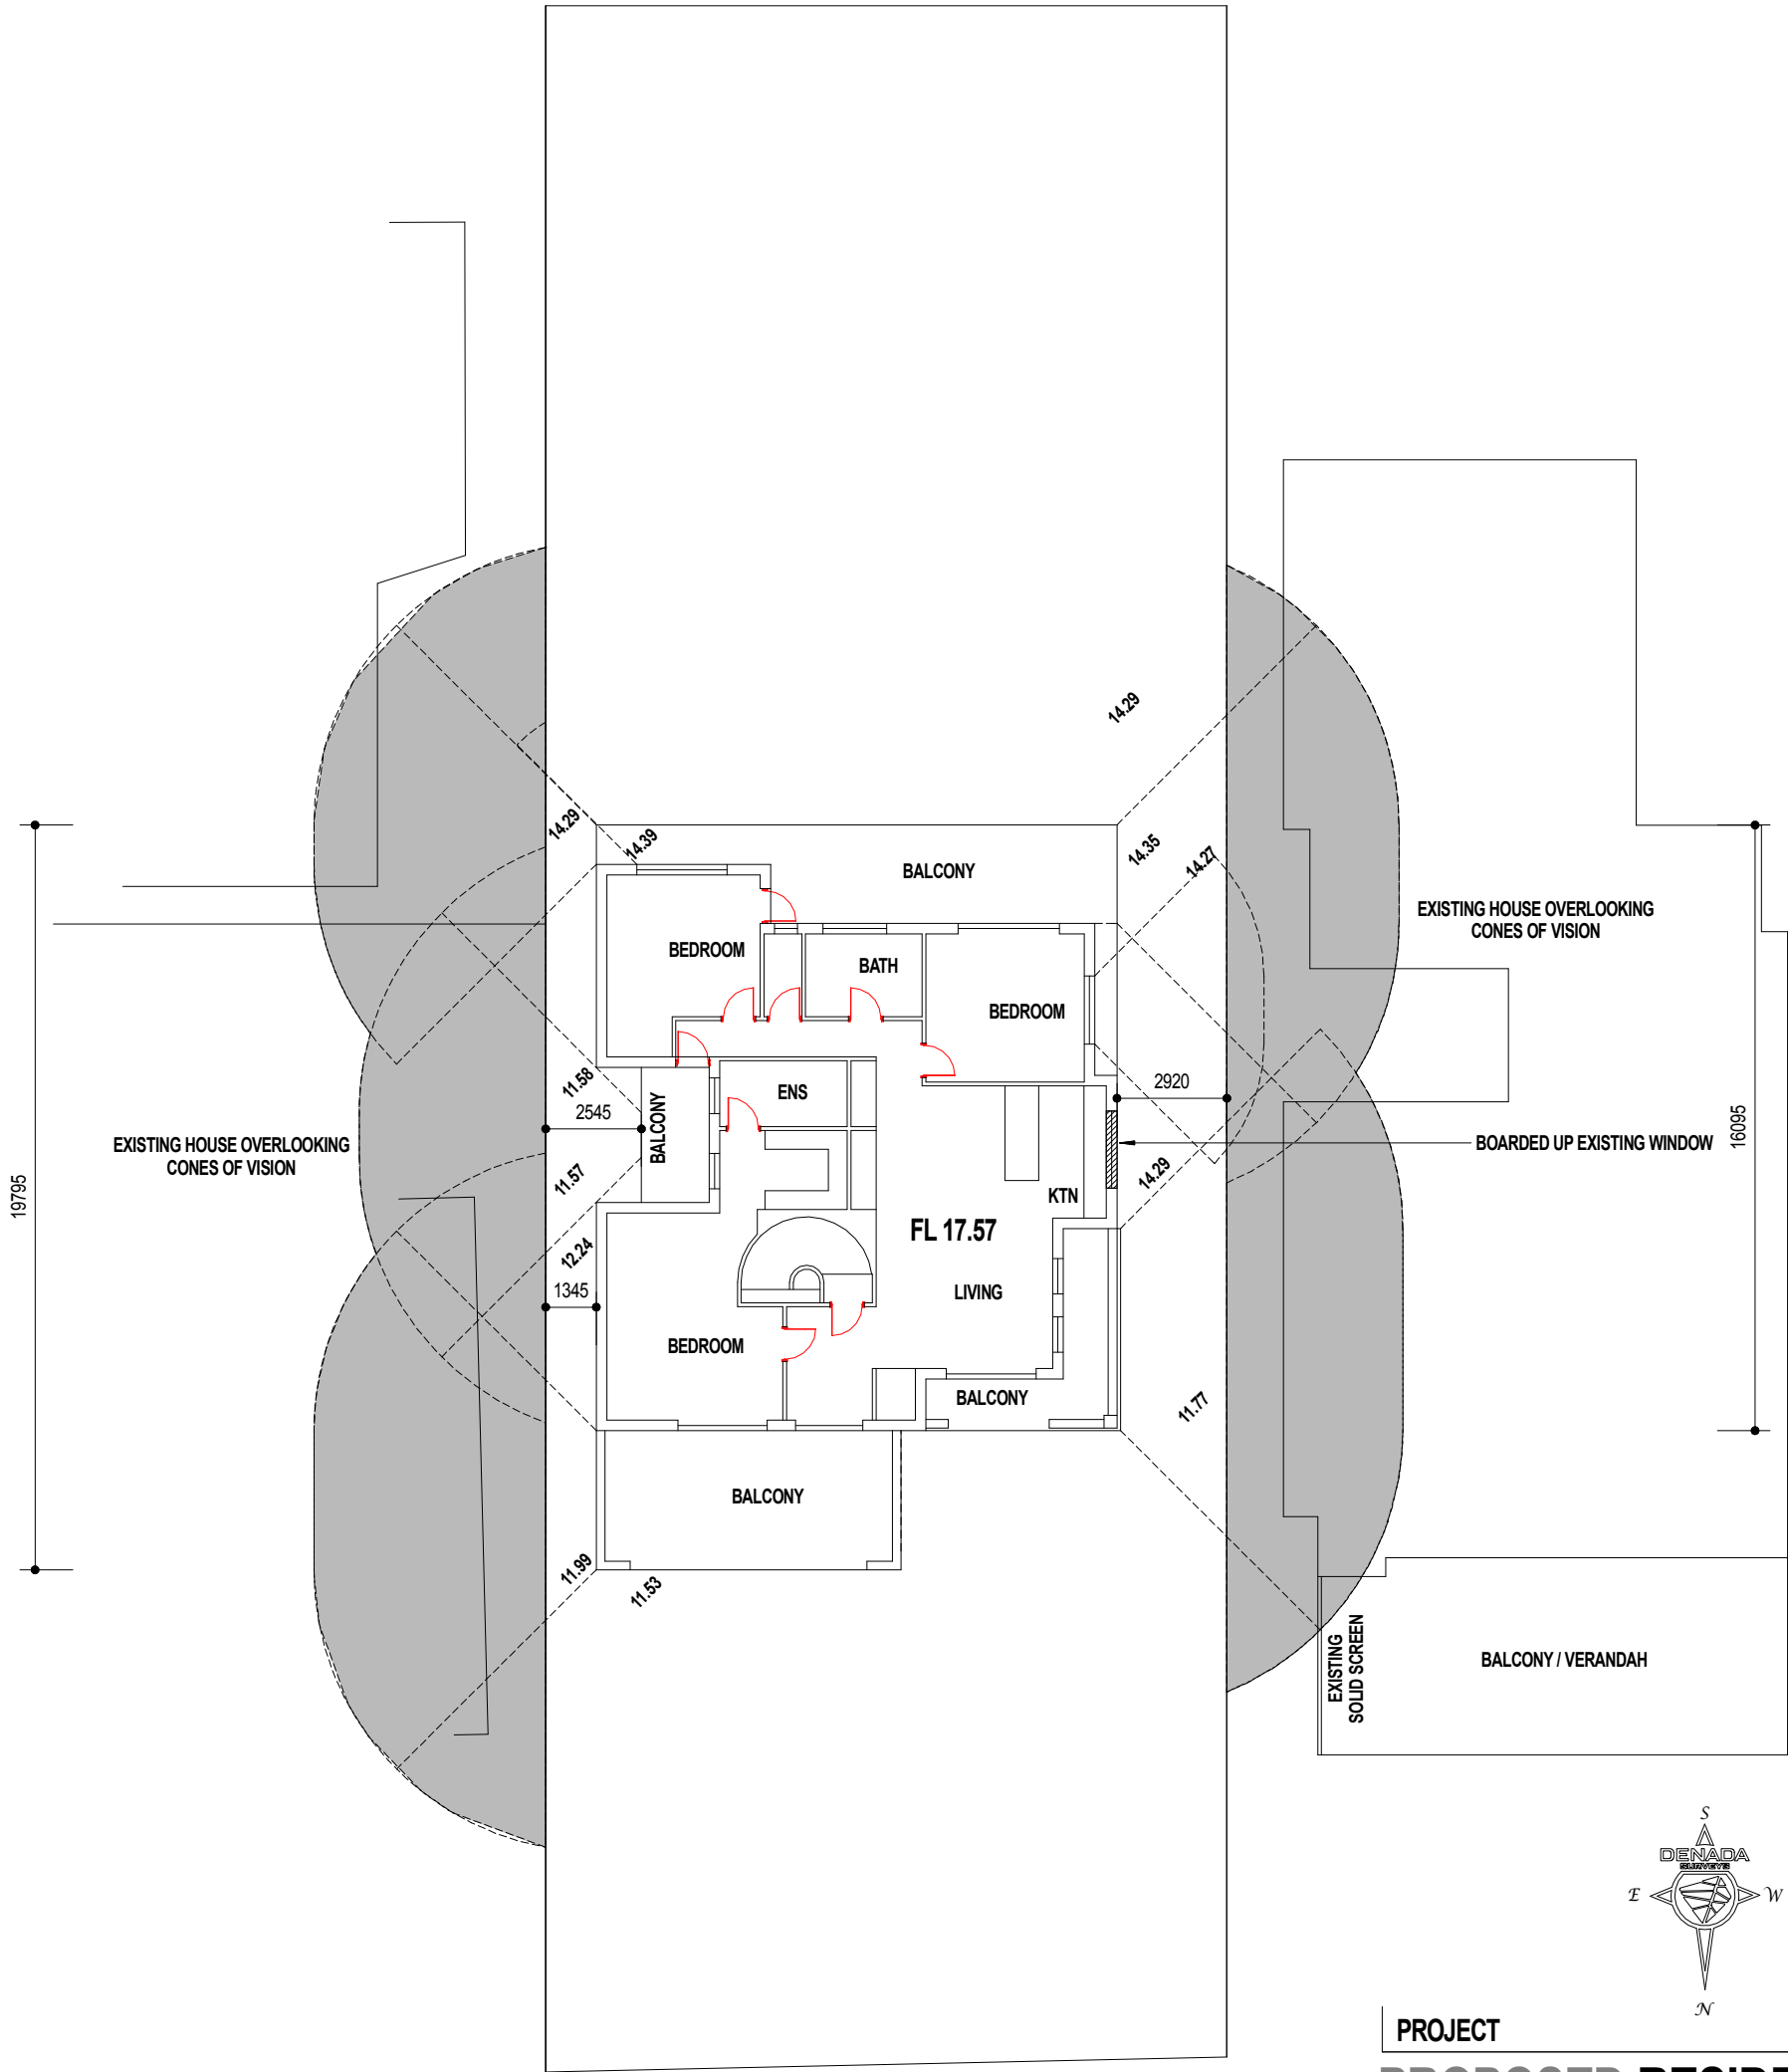 14.29
14.29
14.39
14.35
14.27
BALCONY
BEDROOM
BATH
BEDROOM
EXISTING HOUSE OVERLOOKING
CONES OF VISION
11.58
2545
BALCONY
ENS
2920
EXISTING HOUSE OVERLOOKING
CONES OF VISION
BOARDED UP EXISTING WINDOW
16095
19795
11.57
14.29
KTN
FL 17.57
12.24
1345
LIVING
BEDROOM
BALCONY
11.77
BALCONY
11.99
11.53
EXISTING
SOLID SCREEN
BALCONY / VERANDAH
S
DENADA
SURVEYS
E
W
N
PROJECT